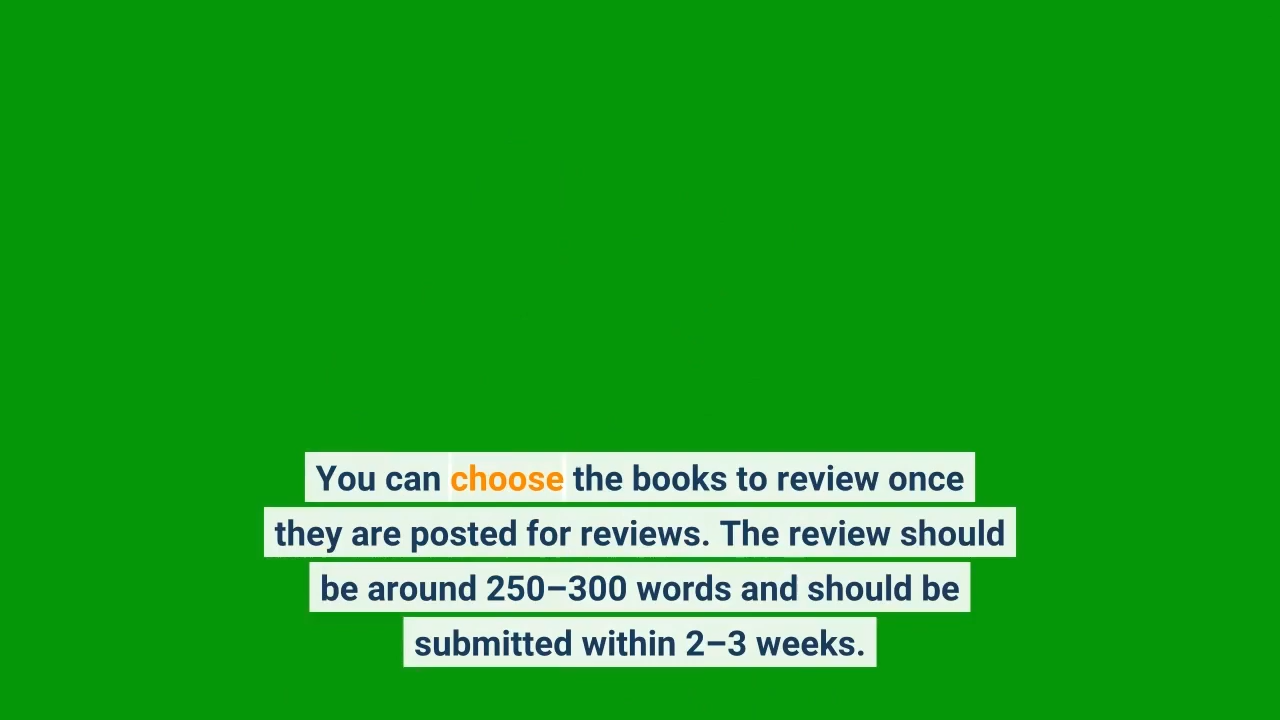 You can choose the books to review once
they are posted for reviews. The review should
be around 250–300 words and should be
submitted within 2–3 weeks.